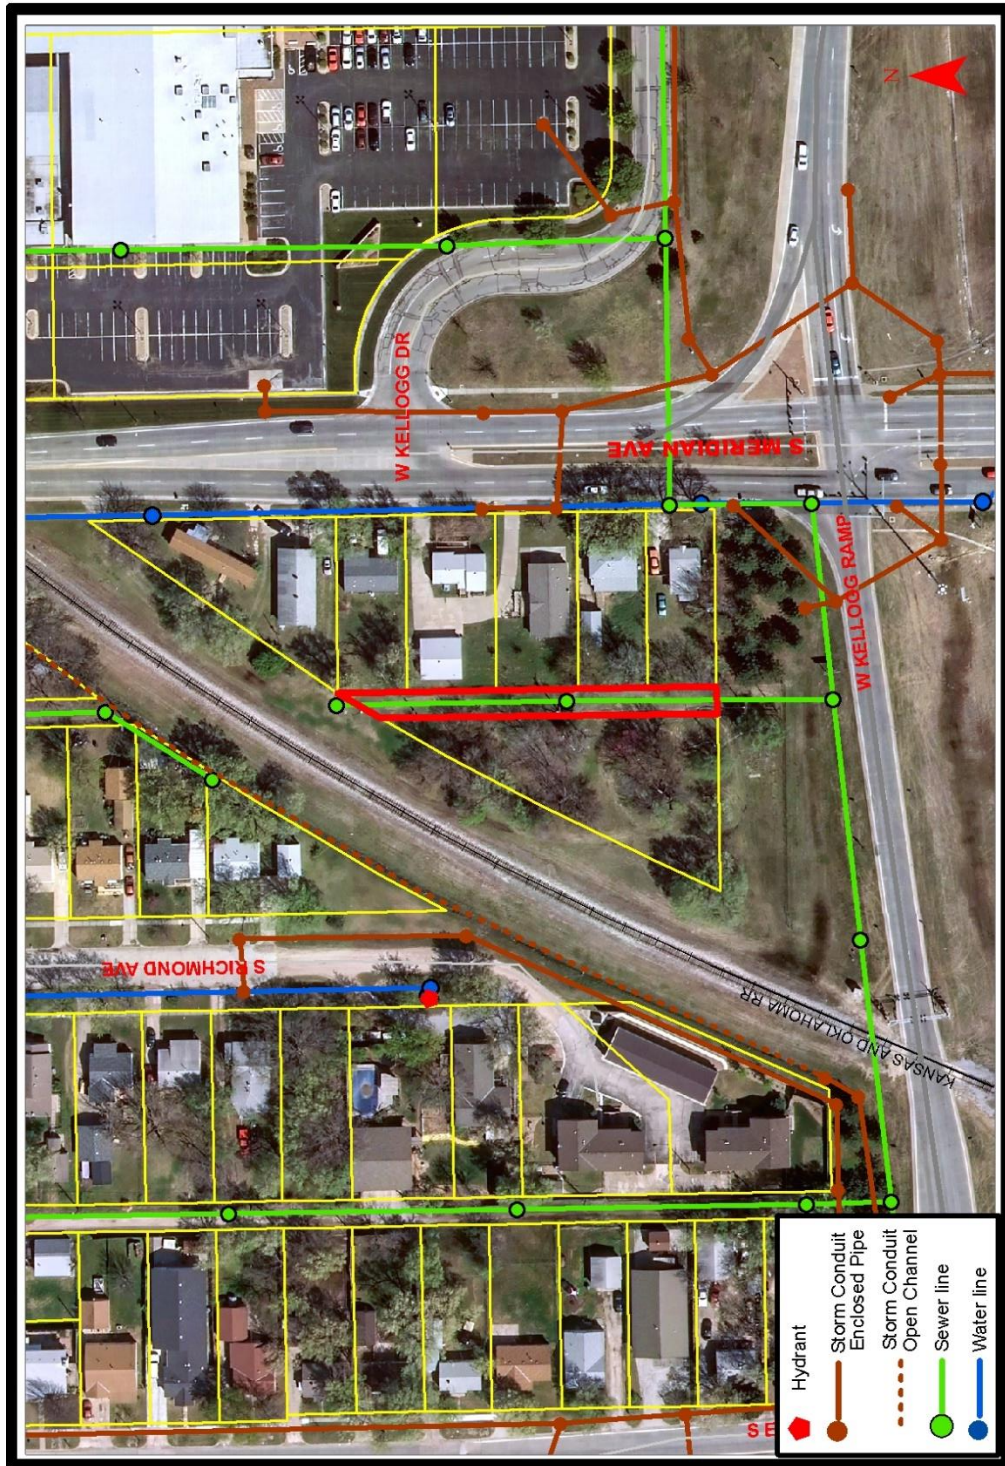 N
W KELLOGG DR
S MERIDIAN AVE
W KELLOGG RAMP
S RICHMOND AVE
KANSAS AND OKLAHOMA RR
S E
Hydrant
Storm Conduit
Enclosed Pipe
Storm Conduit
Open Channel
Sewer line
Water line